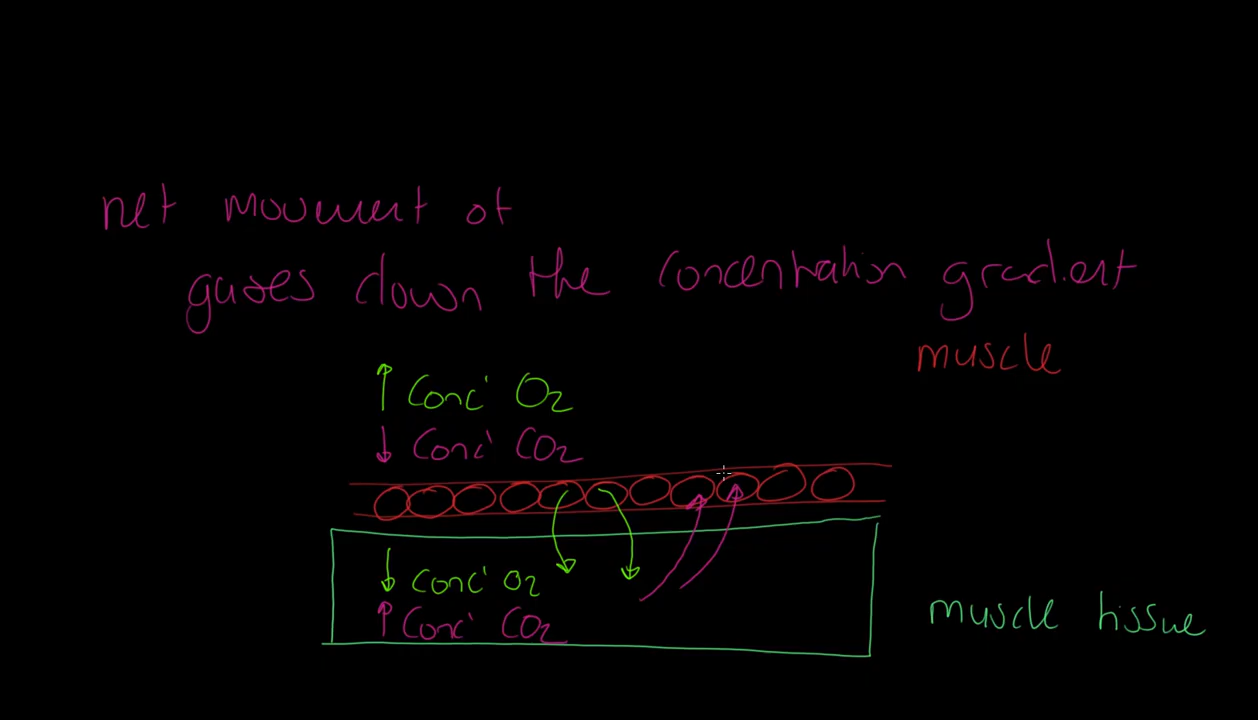 net movement of
gases down the concentration gradient
muscle
↑ Conc' O₂
↓ Conc' CO₂
↓ Conc' O₂
↑ Conc' CO₂
muscle tissue